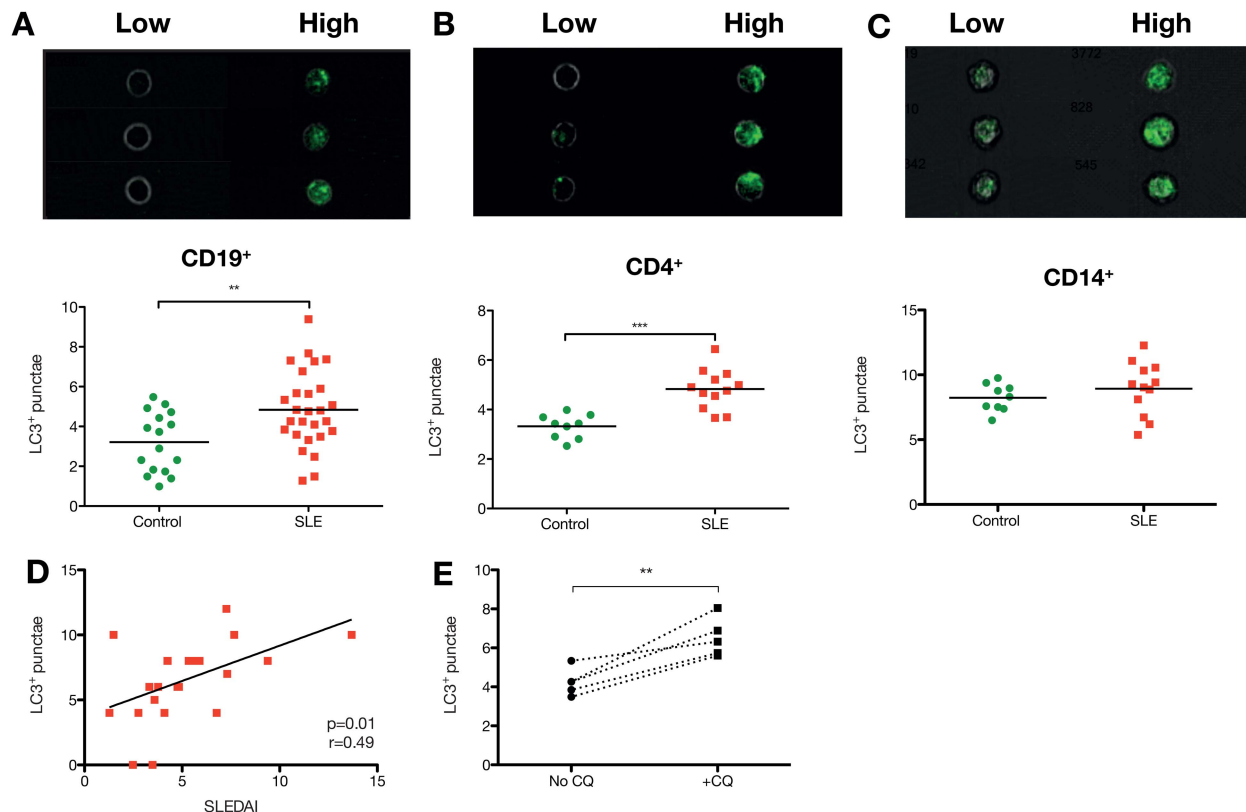 A
Low
High
CD19⁺
**
LC3⁺ punctae
10
8
6
4
2
0
Control
SLE
B
Low
High
CD4⁺
***
LC3⁺ punctae
8
6
4
2
0
Control
SLE
C
Low
High
3772
828
545
CD14⁺
LC3⁺ punctae
15
10
5
0
Control
SLE
D
LC3⁺ punctae
15
10
5
0
p=0.01
r=0.49
0
5
10
15
SLEDAI
E
**
LC3⁺ punctae
10
8
6
4
2
0
No CQ
+CQ